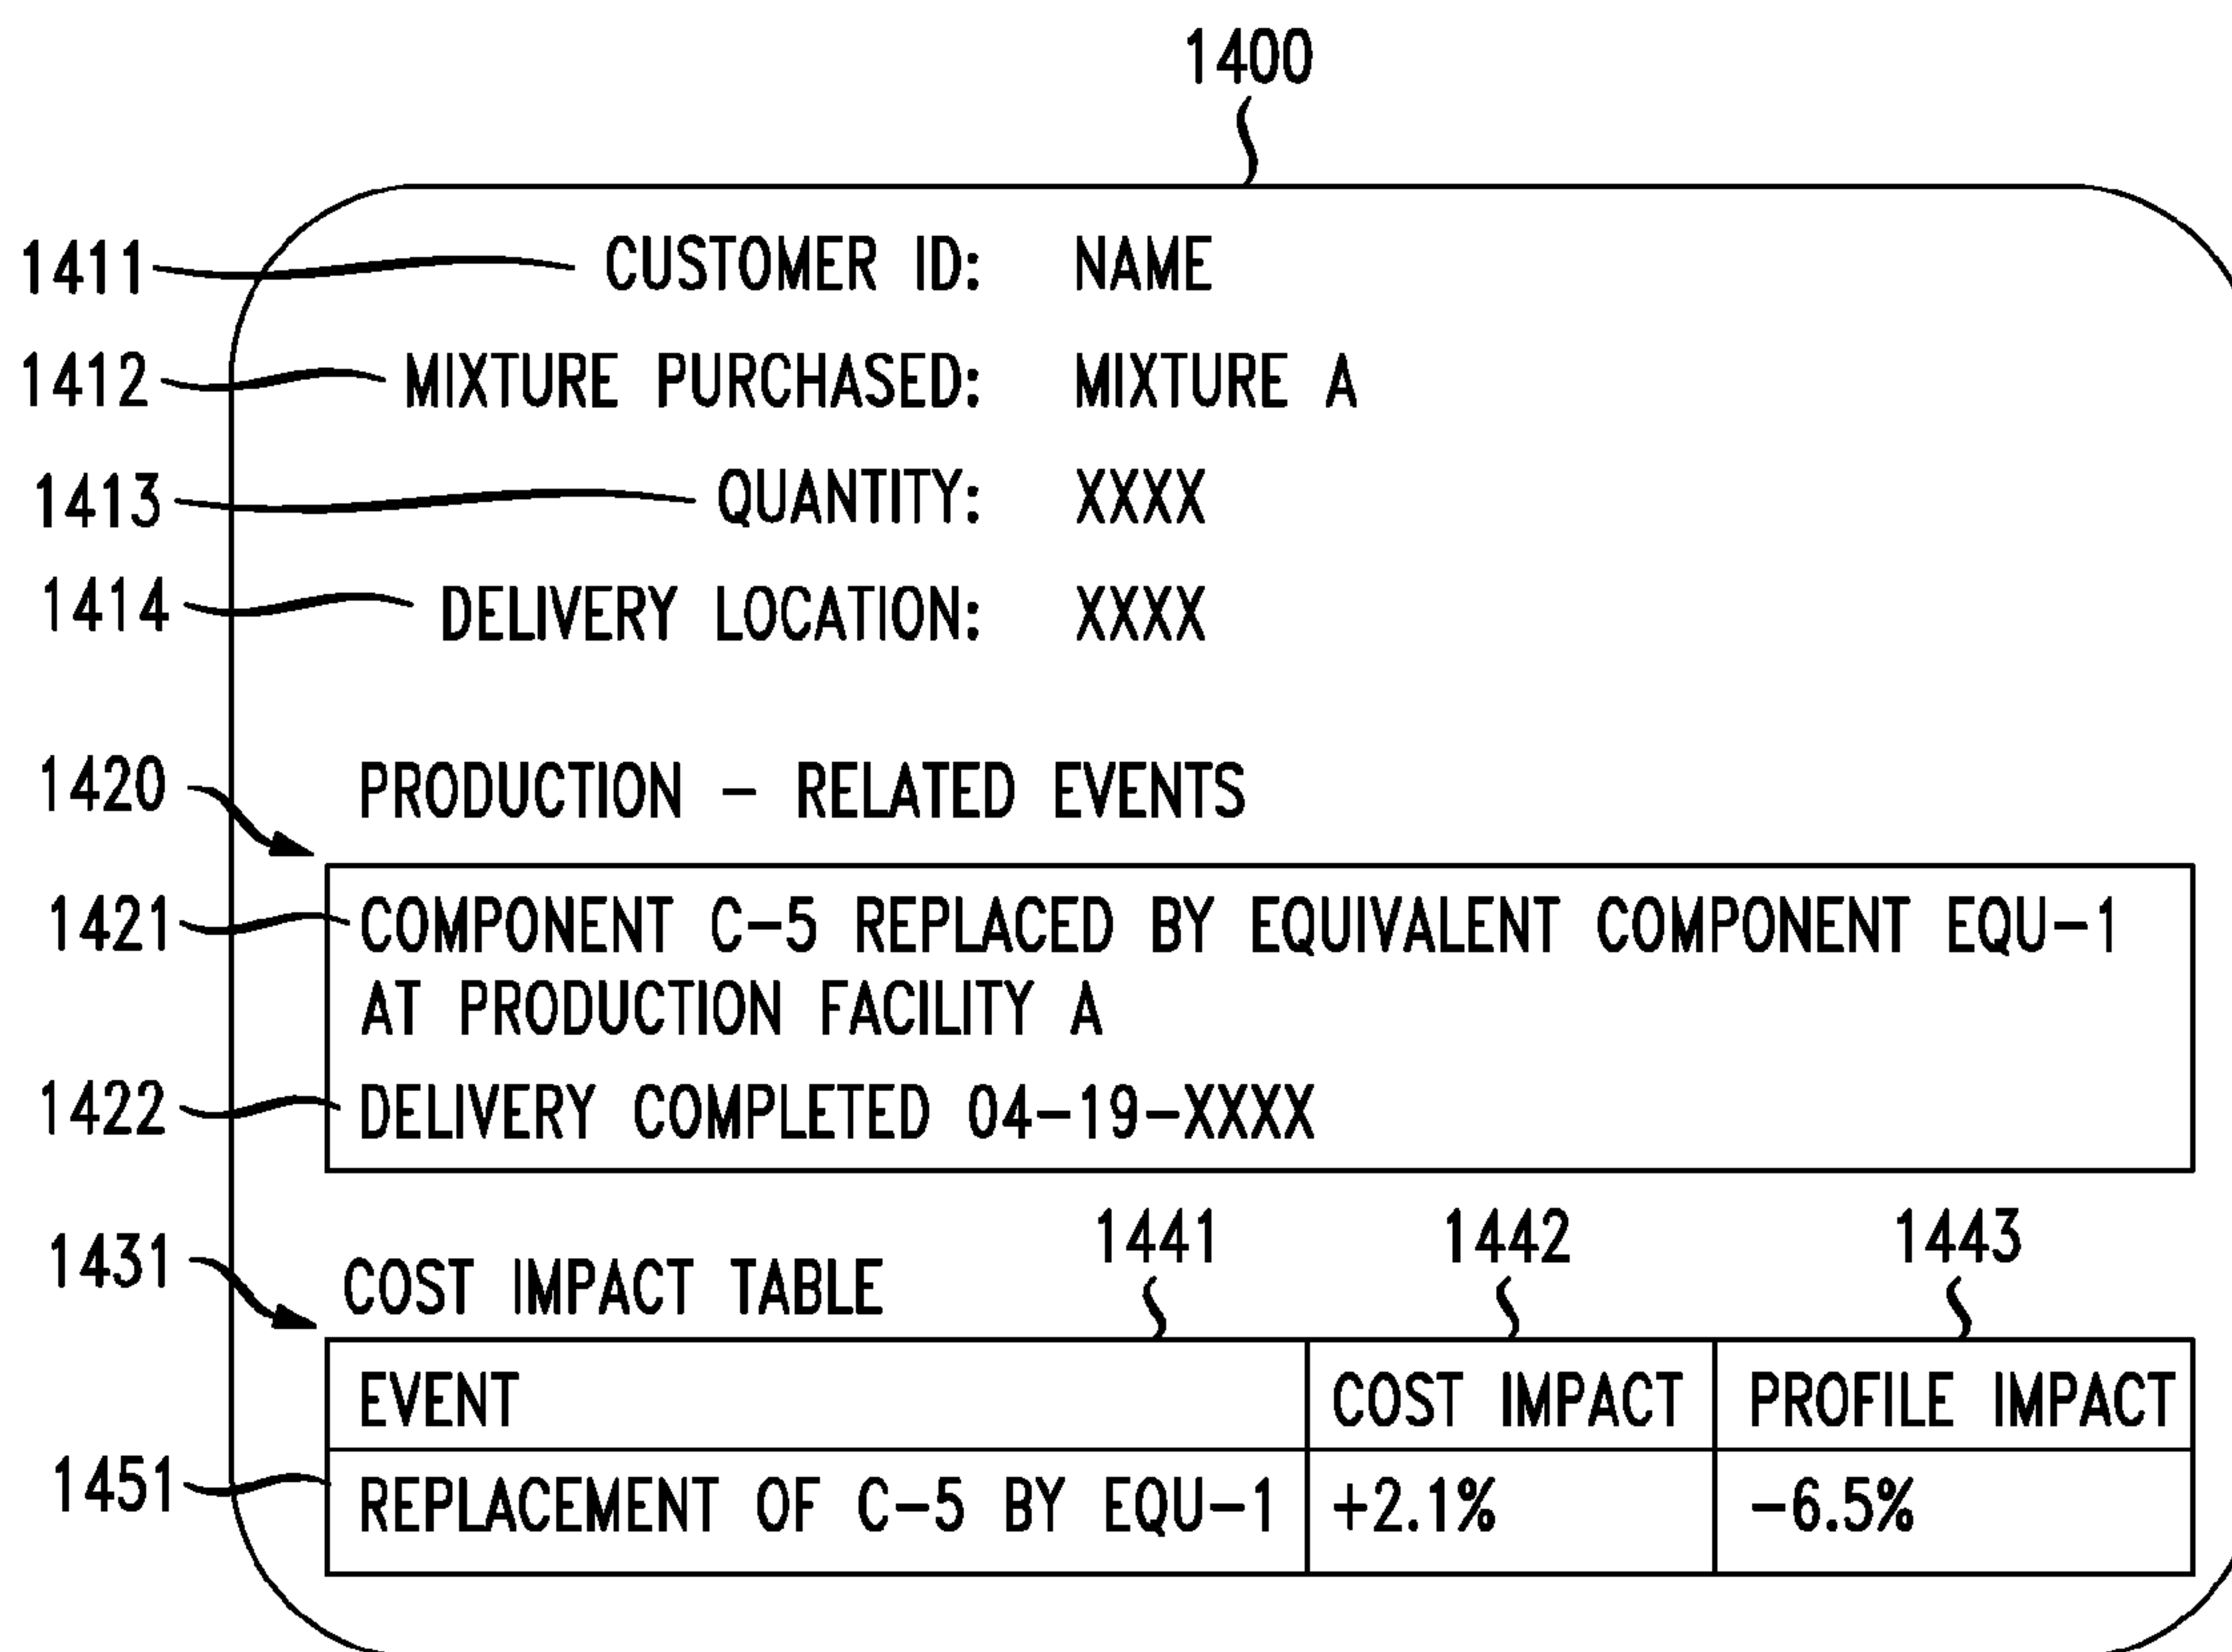 1400
1411 CUSTOMER ID: NAME
1412 MIXTURE PURCHASED: MIXTURE A
1413 QUANTITY: XXXX
1414 DELIVERY LOCATION: XXXX
1420 PRODUCTION - RELATED EVENTS
1421 COMPONENT C-5 REPLACED BY EQUIVALENT COMPONENT EQU-1
AT PRODUCTION FACILITY A
1422 DELIVERY COMPLETED 04-19-XXXX
1441 1442 1443
1431 COST IMPACT TABLE
EVENT COST IMPACT PROFILE IMPACT
1451 REPLACEMENT OF C-5 BY EQU-1 +2.1% -6.5%